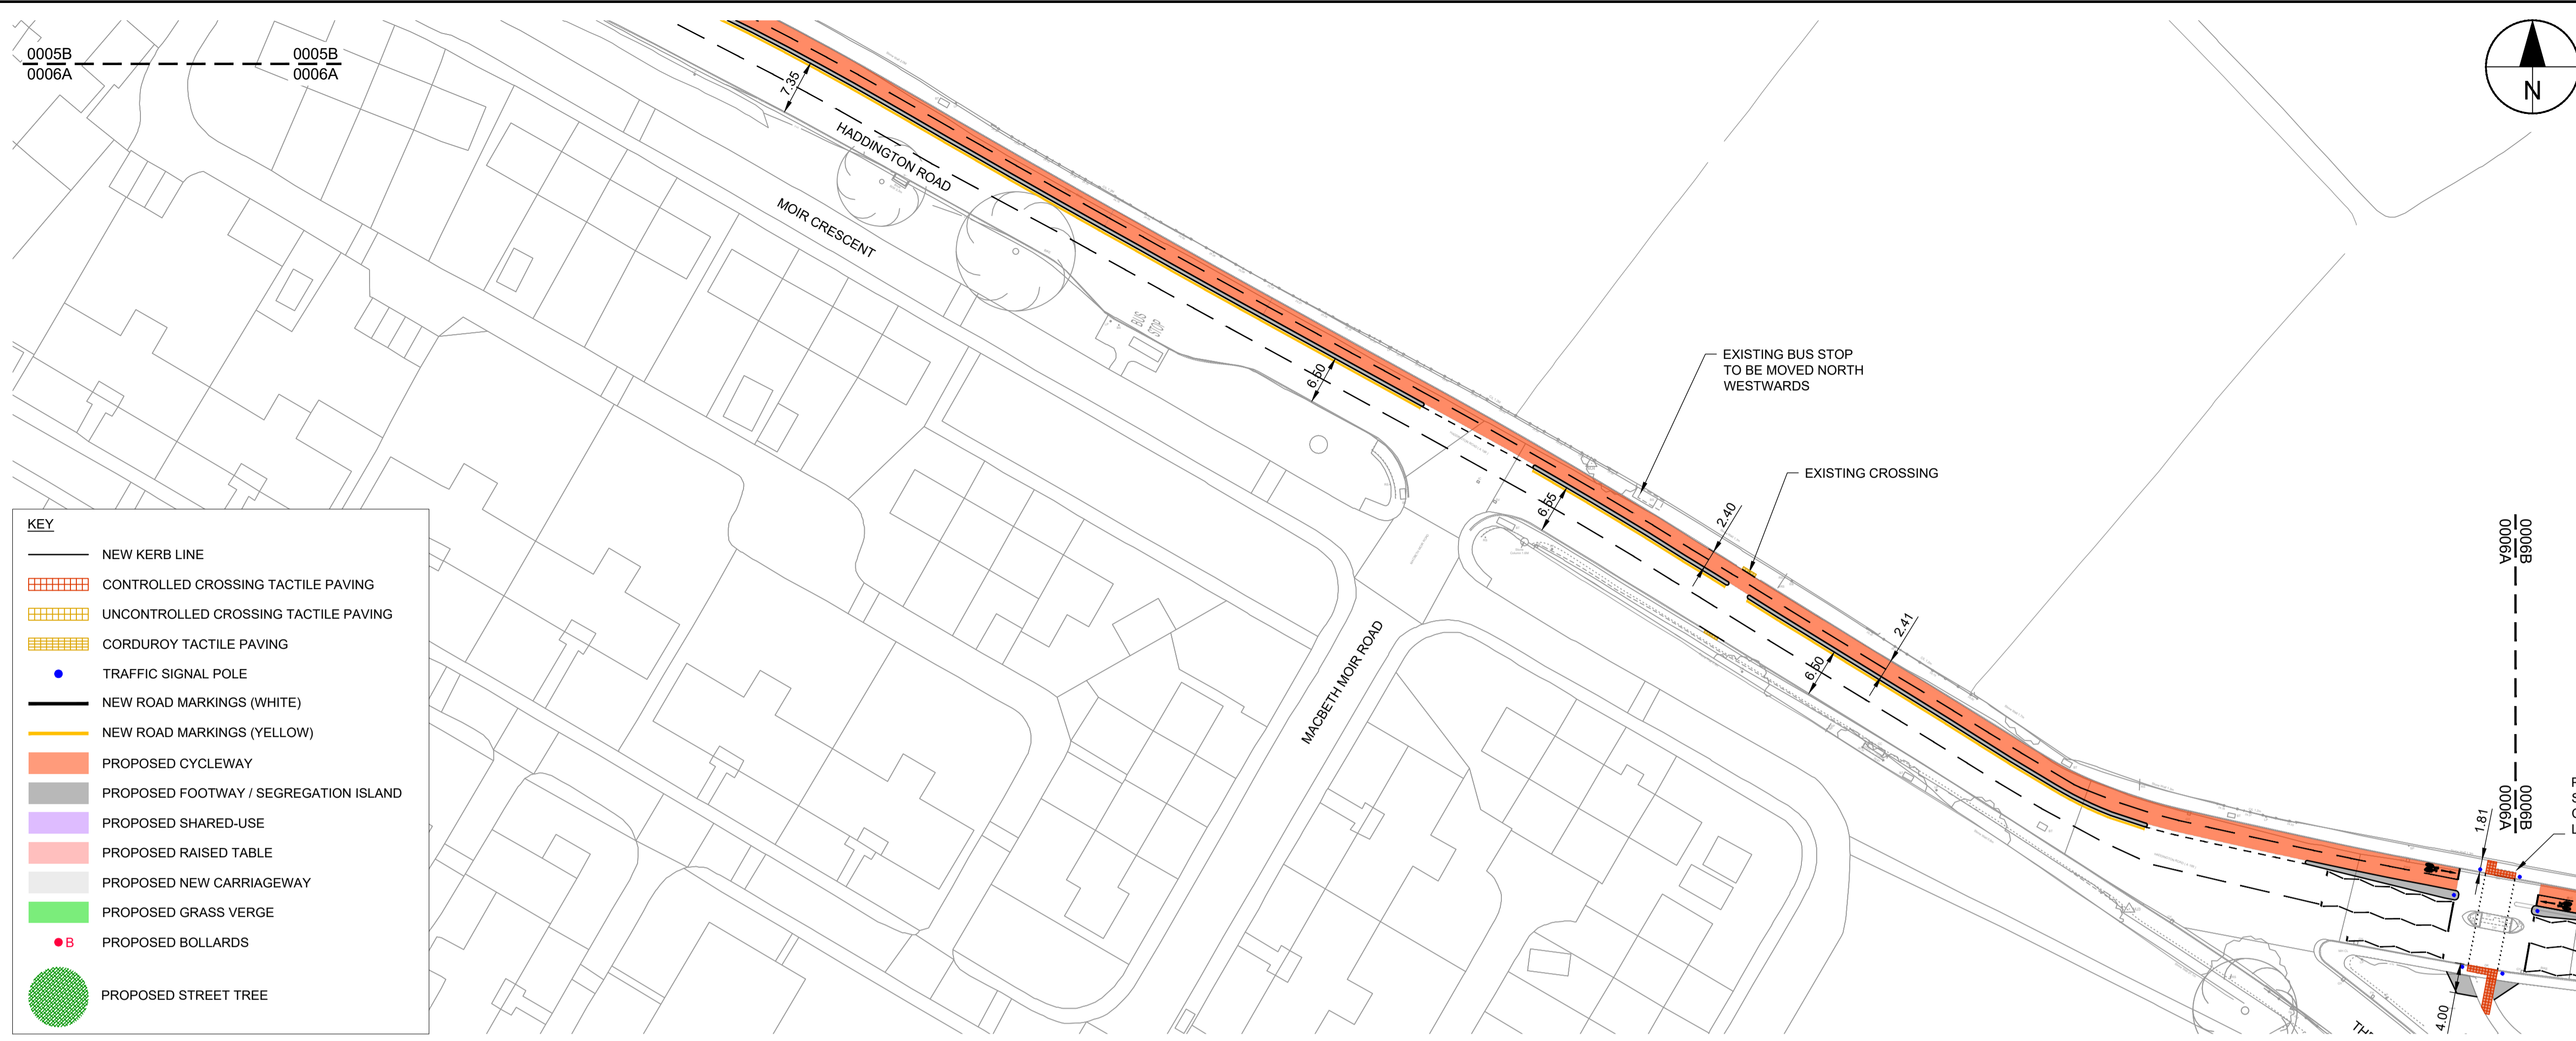 0005B
0006A
0005B
0006A
N
7.35
HADDINGTON ROAD
MOIR CRESCENT
BUS
STOP
6.50
EXISTING BUS STOP
TO BE MOVED NORTH
WESTWARDS
EXISTING CROSSING
6.55
2.40
2.41
6.50
MACBETH MOIR ROAD
0006B
0006A
0006B
0006A
1.81
4.00
KEY
NEW KERB LINE
CONTROLLED CROSSING TACTILE PAVING
UNCONTROLLED CROSSING TACTILE PAVING
CORDUROY TACTILE PAVING
TRAFFIC SIGNAL POLE
NEW ROAD MARKINGS (WHITE)
NEW ROAD MARKINGS (YELLOW)
PROPOSED CYCLEWAY
PROPOSED FOOTWAY / SEGREGATION ISLAND
PROPOSED SHARED-USE
PROPOSED RAISED TABLE
PROPOSED NEW CARRIAGEWAY
PROPOSED GRASS VERGE
B PROPOSED BOLLARDS
PROPOSED STREET TREE